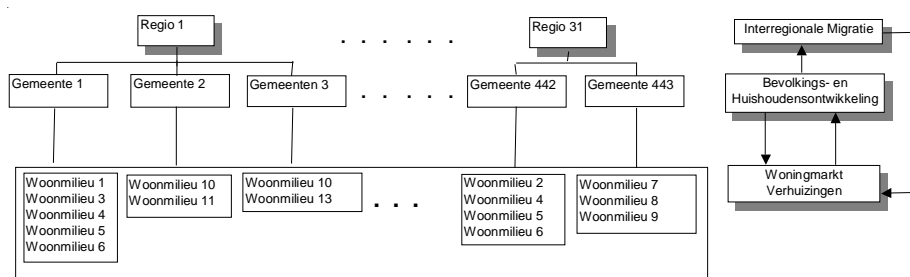 Regio 1
. . . . . .
Regio 31
Gemeente 1
Gemeente 2
Gemeenten 3
. . . . .
Gemeente 442
Gemeente 443
Woonmilieu 1
Woonmilieu 3
Woonmilieu 4
Woonmilieu 5
Woonmilieu 6
Woonmilieu 10
Woonmilieu 11
Woonmilieu 10
Woonmilieu 13
. . .
Woonmilieu 2
Woonmilieu 4
Woonmilieu 5
Woonmilieu 6
Woonmilieu 7
Woonmilieu 8
Woonmilieu 9
Interregionale Migratie
Bevolkings- en
Huishoudensontwikkeling
Woningmarkt
Verhuizingen